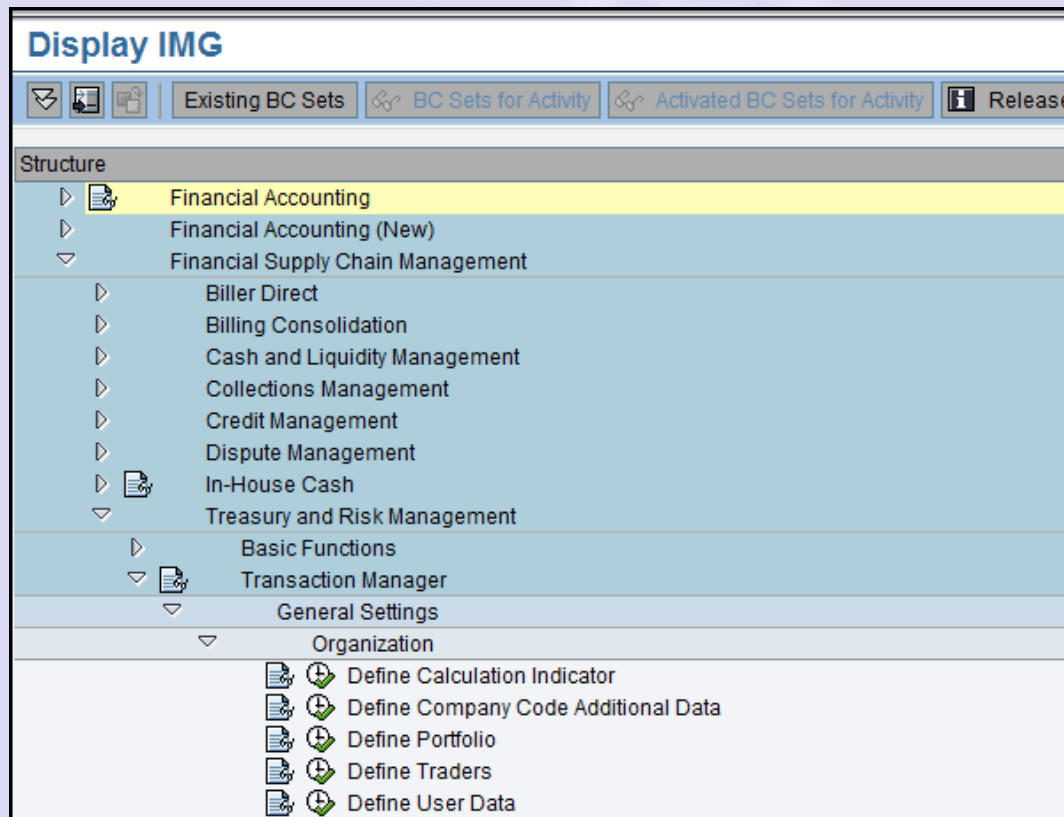 Display IMG
Existing BC Sets BC Sets for Activity Activated BC Sets for Activity Release
Structure
Financial Accounting
Financial Accounting (New)
Financial Supply Chain Management
Biller Direct
Billing Consolidation
Cash and Liquidity Management
Collections Management
Credit Management
Dispute Management
In-House Cash
Treasury and Risk Management
Basic Functions
Transaction Manager
General Settings
Organization
Define Calculation Indicator
Define Company Code Additional Data
Define Portfolio
Define Traders
Define User Data